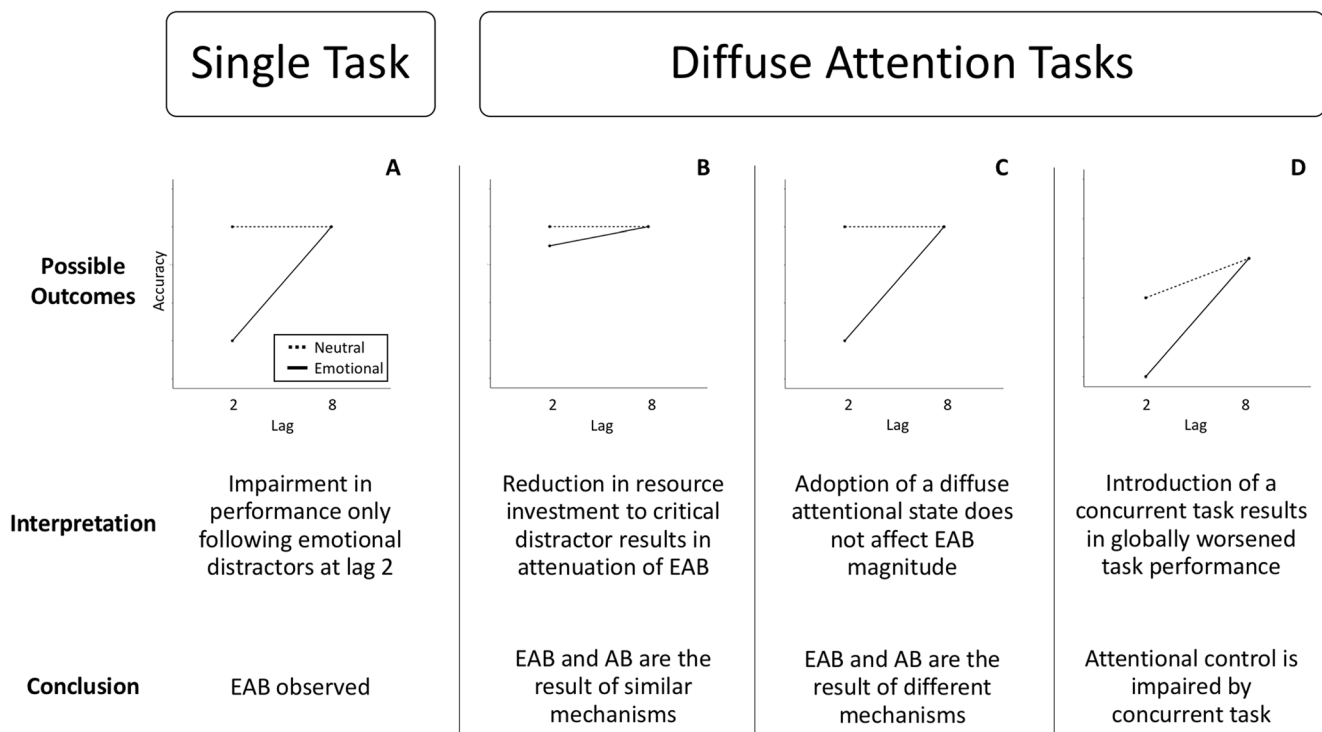 Single Task
Diffuse Attention Tasks
Possible
Outcomes
A
Accuracy
Neutral
Emotional
2
8
Lag
B
2
8
Lag
C
2
8
Lag
D
2
8
Lag
Interpretation
Impairment in
performance only
following emotional
distractors at lag 2
Reduction in resource
investment to critical
distractor results in
attenuation of EAB
Adoption of a diffuse
attentional state does
not affect EAB
magnitude
Introduction of a
concurrent task results
in globally worsened
task performance
Conclusion
EAB observed
EAB and AB are the
result of similar
mechanisms
EAB and AB are the
result of different
mechanisms
Attentional control is
impaired by
concurrent task